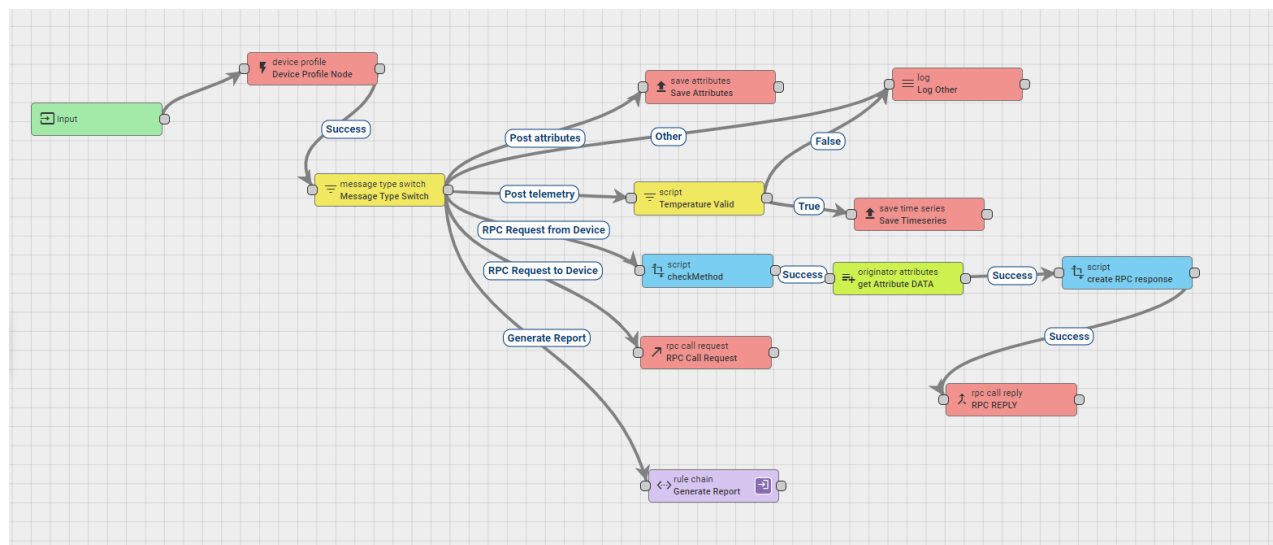 device profile
Device Profile Node
Input
Success
message type switch
Message Type Switch
Post attributes
save attributes
Save Attributes
Other
log
Log Other
False
Post telemetry
script
Temperature Valid
True
save time series
Save Timeseries
RPC Request from Device
script
checkMethod
Success
originator attributes
get Attribute DATA
Success
script
create RPC response
Success
rpc call reply
RPC REPLY
RPC Request to Device
rpc call request
RPC Call Request
Generate Report
rule chain
Generate Report